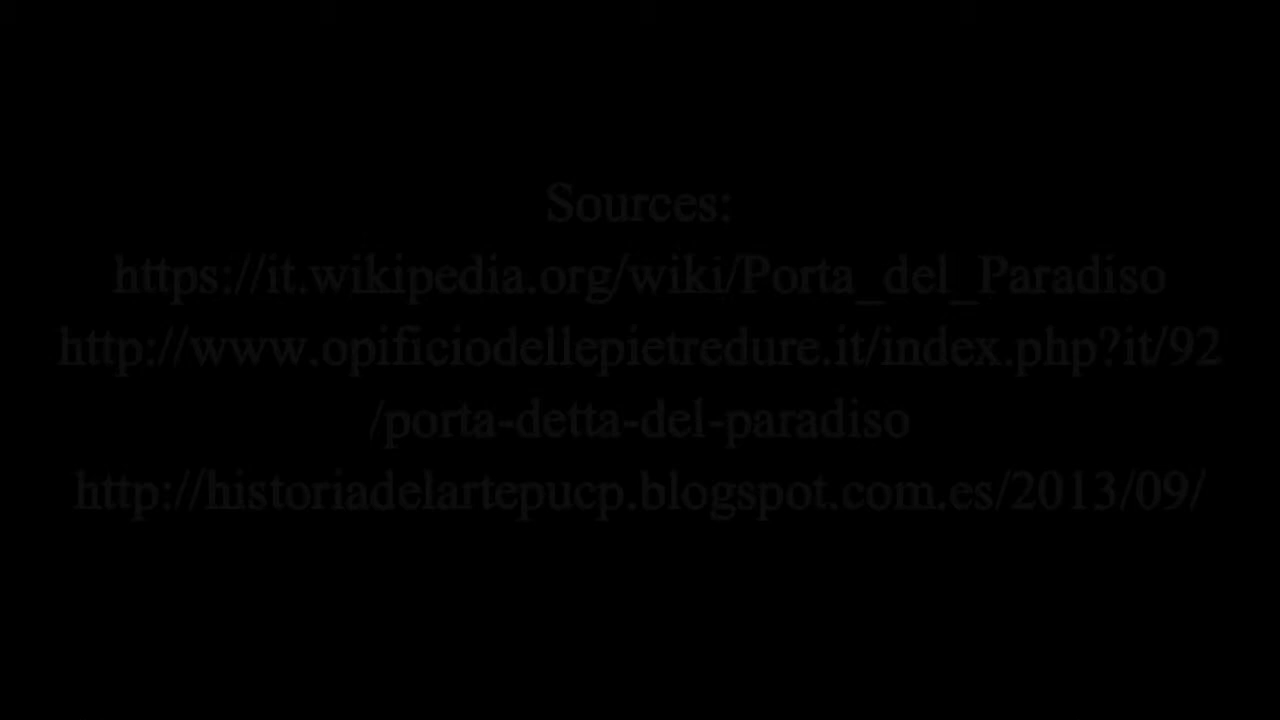 Sources:
https://it.wikipedia.org/wiki/Porta_del_Paradiso
http://www.opificiodellepietredure.it/index.php?it/92
/porta-detta-del-paradiso
http://historiadelartepucp.blogspot.com.es/2013/09/